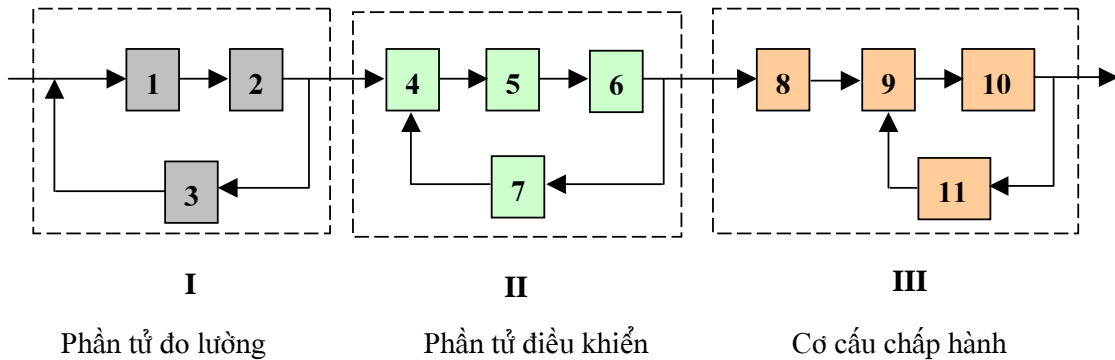 1 2 4 5 6 8 9 10
3 7 11
I II III
Phần tử đo lường Phần tử điều khiển Cơ cấu chấp hành